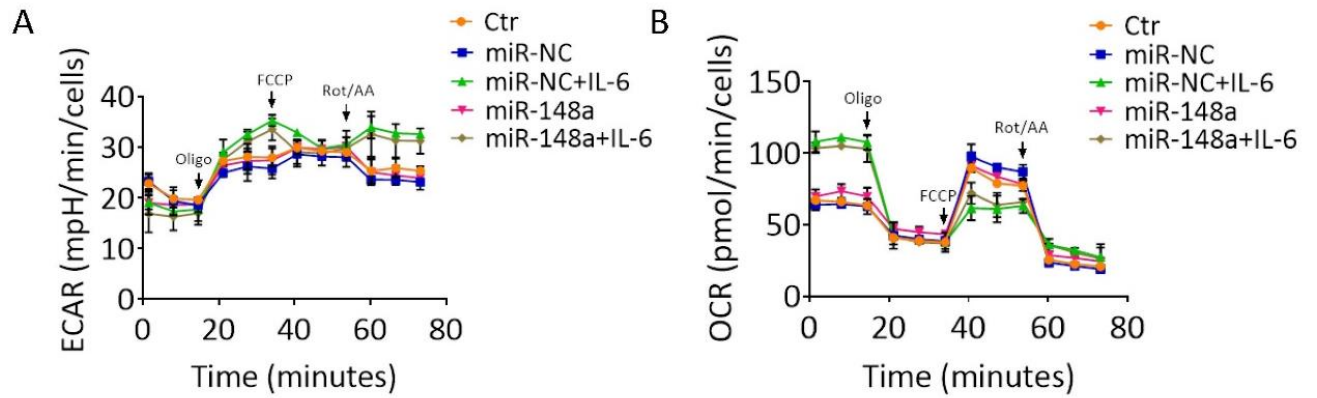 A
Ctr
miR-NC
miR-NC+IL-6
miR-148a
miR-148a+IL-6
ECAR (mpH/min/cells)
40
30
20
10
0
Oligo
FCCP
Rot/AA
0 20 40 60 80
Time (minutes)
B
Ctr
miR-NC
miR-NC+IL-6
miR-148a
miR-148a+IL-6
OCR (pmol/min/cells)
150
100
50
0
Oligo
FCCP
Rot/AA
0 20 40 60 80
Time (minutes)